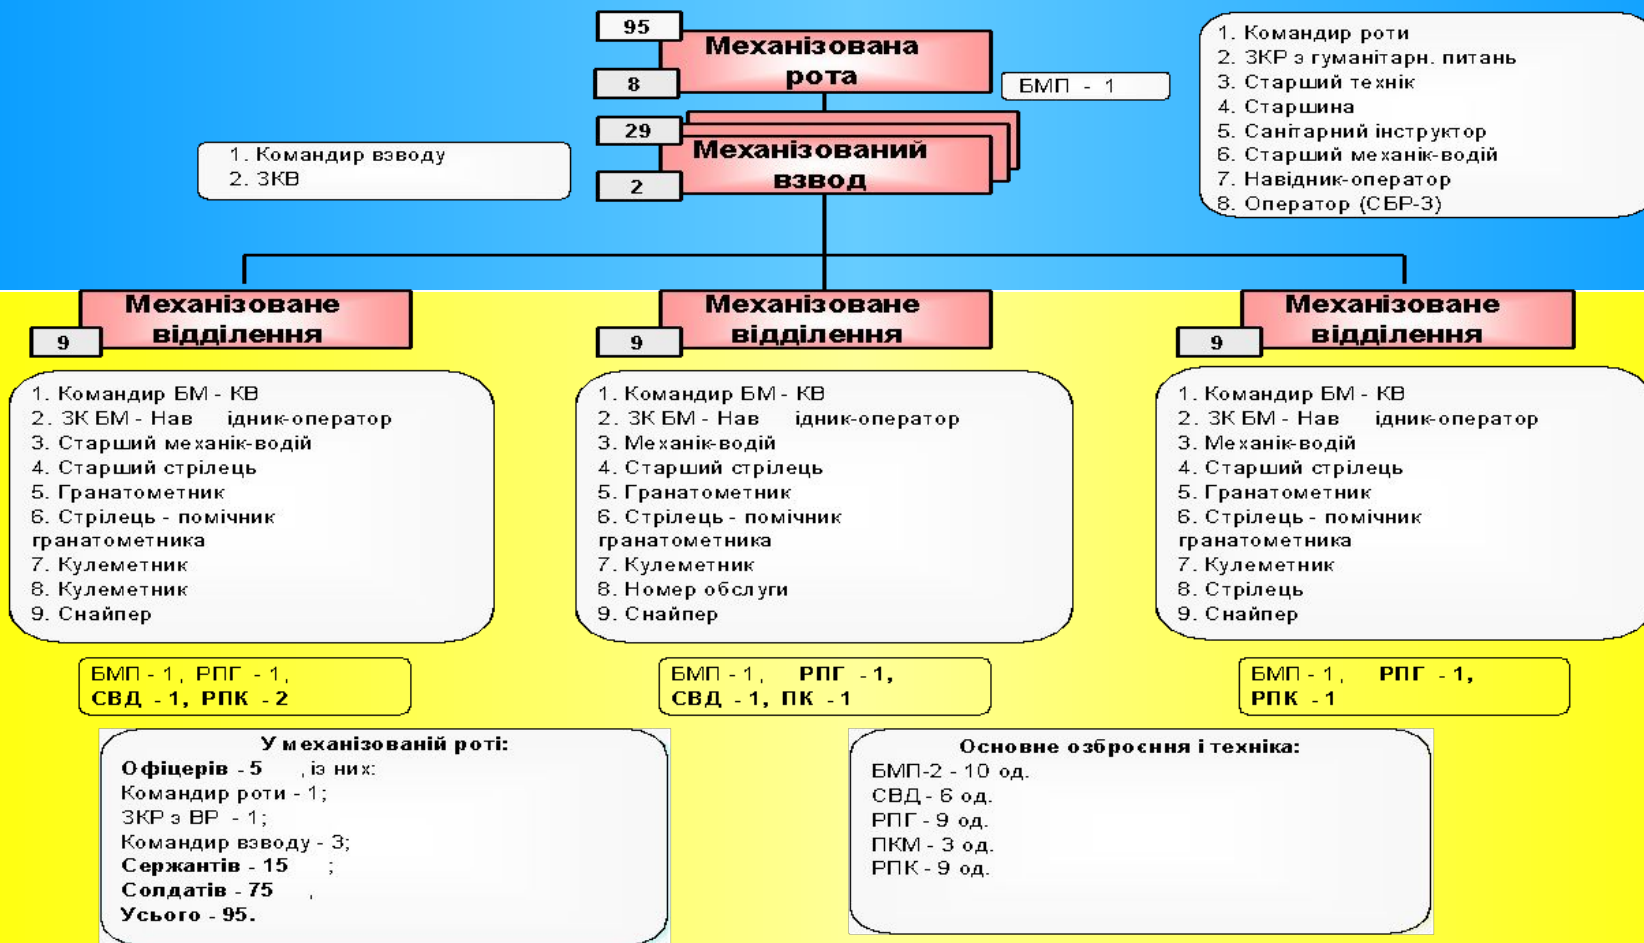 95
Механізована
рота
8
БМП - 1
1. Командир роти
2. ЗКР з гуманітарн. питань
3. Старший технік
4. Старшина
5. Санітарний інструктор
6. Старший механік-водій
7. Навідник-оператор
8. Оператор (СБР-3)
29
Механізований
взвод
2
1. Командир взводу
2. ЗКВ
Механізоване
відділення
9
1. Командир БМ - КВ
2. ЗК БМ - Нав ідник-оператор
3. Старший механік-водій
4. Старший стрілець
5. Гранатометник
6. Стрілець - помічник
гранатометника
7. Кулеметник
8. Кулеметник
9. Снайпер
БМП - 1, РПГ - 1,
СВД - 1, РПК - 2
Механізоване
відділення
9
1. Командир БМ - КВ
2. ЗК БМ - Нав ідник-оператор
3. Механік-водій
4. Старший стрілець
5. Гранатометник
6. Стрілець - помічник
гранатометника
7. Кулеметник
8. Номер обслуги
9. Снайпер
БМП - 1, РПГ - 1,
СВД - 1, ПК - 1
Механізоване
відділення
9
1. Командир БМ - КВ
2. ЗК БМ - Нав ідник-оператор
3. Механік-водій
4. Старший стрілець
5. Гранатометник
6. Стрілець - помічник
гранатометника
7. Кулеметник
8. Стрілець
9. Снайпер
БМП - 1, РПГ - 1,
РПК - 1
У механізованій роті:
Офіцерів - 5 , із них:
Командир роти - 1;
ЗКР з ВР - 1;
Командир взводу - 3;
Сержантів - 15 ;
Солдатів - 75 ,
Усього - 95.
Основне озброєння і техніка:
БМП-2 - 10 од.
СВД - 6 од.
РПГ - 9 од.
ПКМ - 3 од.
РПК - 9 од.